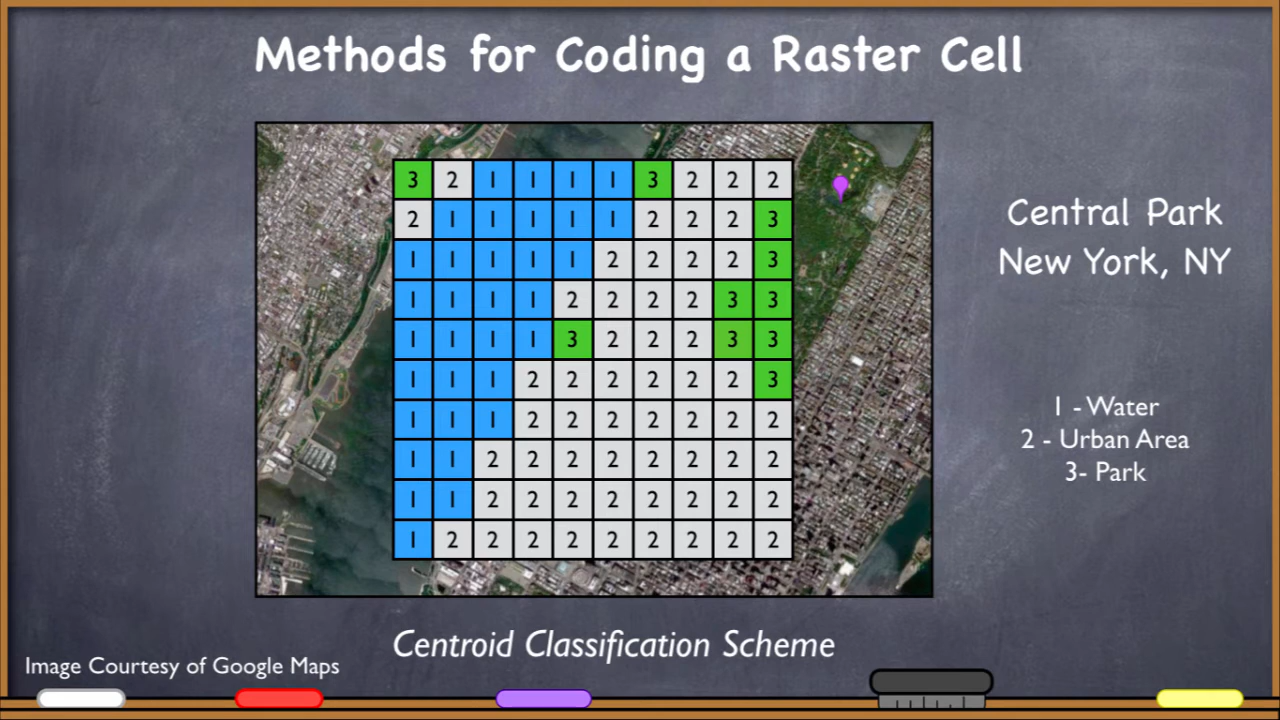 Methods for Coding a Raster Cell
3 2 1 1 1 1 3 2 2 2
2 1 1 1 1 1 2 2 2 3
1 1 1 1 1 2 2 2 2 3
1 1 1 1 2 2 2 2 3 3
1 1 1 1 3 2 2 2 3 3
1 1 1 2 2 2 2 2 2 3
1 1 1 2 2 2 2 2 2 2
1 1 2 2 2 2 2 2 2 2
1 1 2 2 2 2 2 2 2 2
1 2 2 2 2 2 2 2 2 2
Central Park
New York, NY
1 - Water
2 - Urban Area
3- Park
Centroid Classification Scheme
Image Courtesy of Google Maps